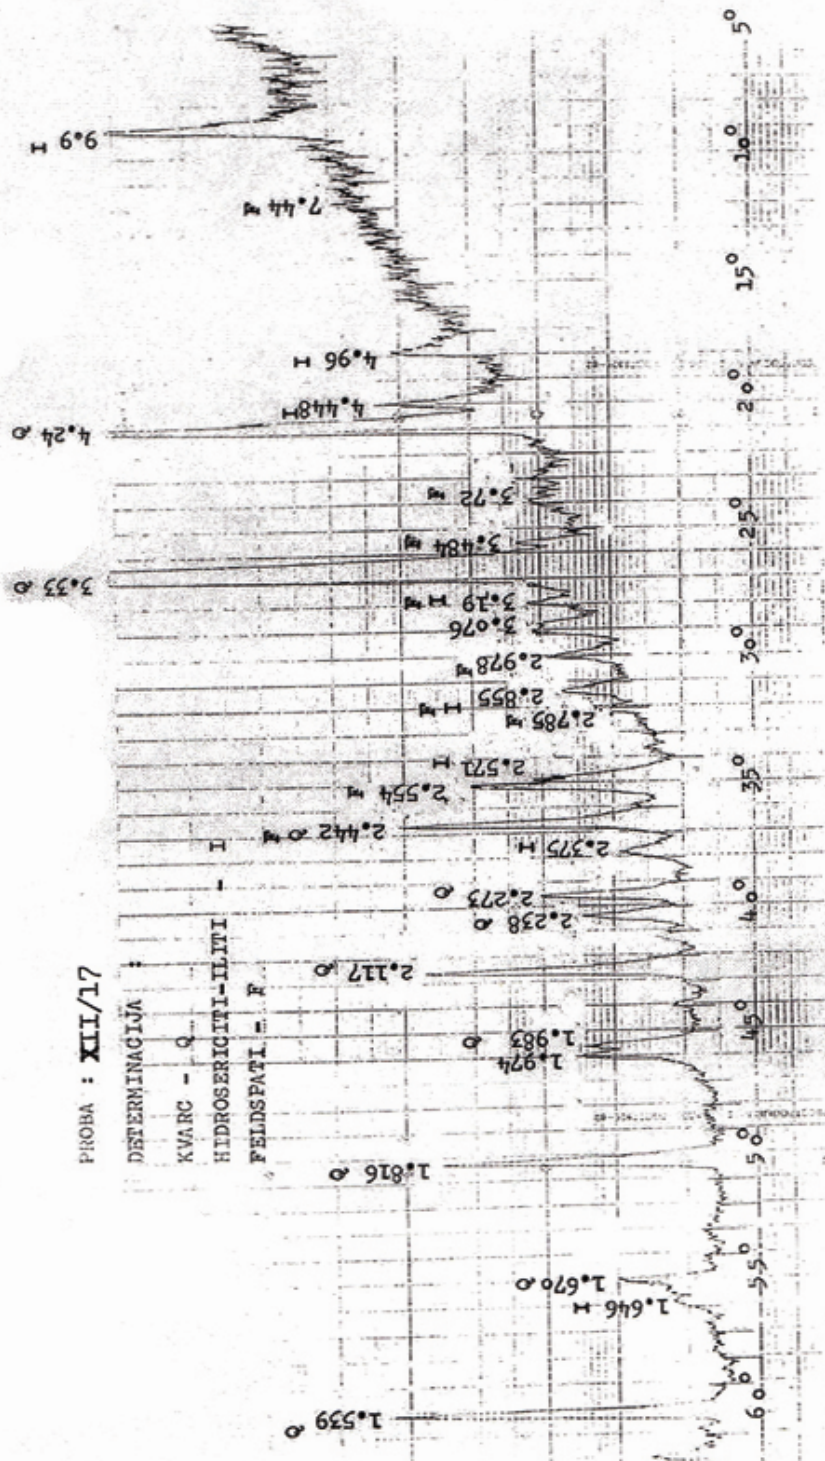 PROBA : XII/17
DETERMINACIJA :
KVARC - Q
HIDROSERICITI-ILITI - I
FELDSPATI - F
9.9 I
7.44 F
4.96 I
4.448 I
4.24 Q
3.72 F
3.484 F
3.33 Q
3.19 I F
3.076
2.978 F
2.855 I F
2.785 F
2.571 I
2.554 F
2.442 Q F
2.375 I
2.273 Q
2.238 Q
2.117 Q
1.983 Q
1.974
1.816 Q
1.670 Q
1.646 I
1.539 Q
5°
10°
15°
20°
25°
30°
35°
40°
45°
50°
55°
60°